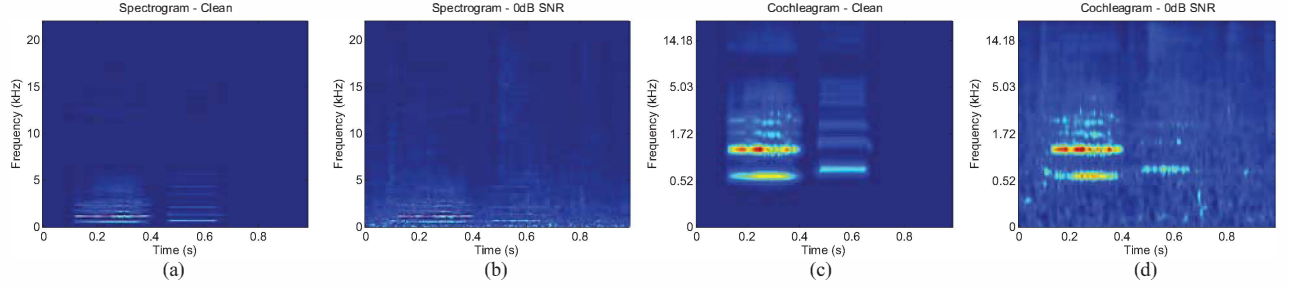 Spectrogram - Clean
Frequency (kHz)
20
15
10
5
0
0 0.2 0.4 0.6 0.8
Time (s)
(a)
Spectrogram - 0dB SNR
Frequency (kHz)
20
15
10
5
0
0 0.2 0.4 0.6 0.8
Time (s)
(b)
Cochleagram - Clean
Frequency (kHz)
14.18
5.03
1.72
0.52
0
0 0.2 0.4 0.6 0.8
Time (s)
(c)
Cochleagram - 0dB SNR
Frequency (kHz)
14.18
5.03
1.72
0.52
0
0 0.2 0.4 0.6 0.8
Time (s)
(d)